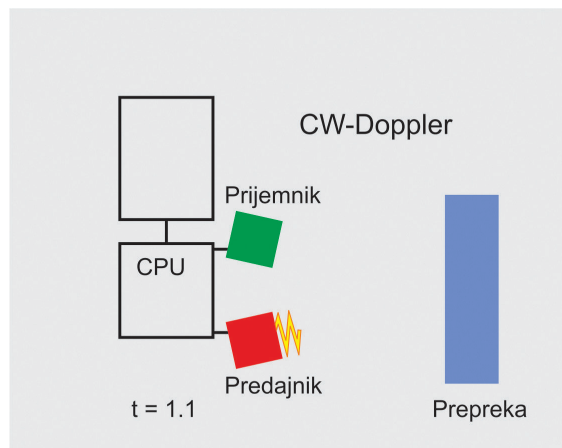 CW-Doppler
Prijemnik
CPU
Predajnik
t = 1.1
Prepreka